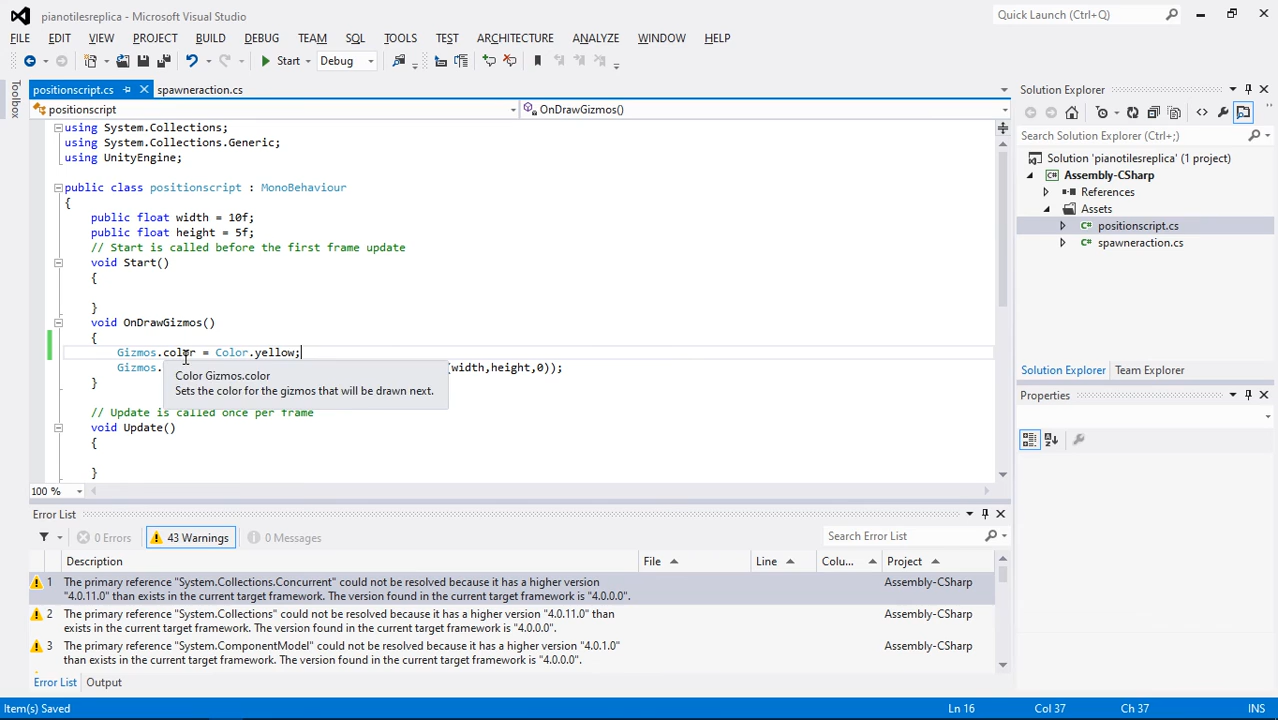 pianotilesreplica - Microsoft Visual Studio
Quick Launch (Ctrl+Q)
FILE EDIT VIEW PROJECT BUILD DEBUG TEAM SQL TOOLS TEST ARCHITECTURE ANALYZE WINDOW HELP
Start Debug
Toolbox
positionscript.cs spawneraction.cs
positionscript OnDrawGizmos()
using System.Collections;
using System.Collections.Generic;
using UnityEngine;
public class positionscript : MonoBehaviour
{
public float width = 10f;
public float height = 5f;
// Start is called before the first frame update
void Start()
{
}
void OnDrawGizmos()
{
Gizmos.color = Color.yellow;
Gizmos. (width,height,0));
Color Gizmos.color
Sets the color for the gizmos that will be drawn next.
}
// Update is called once per frame
void Update()
{
}
100 %
Solution Explorer
Search Solution Explorer (Ctrl+;)
Solution 'pianotilesreplica' (1 project)
Assembly-CSharp
References
Assets
positionscript.cs
spawneraction.cs
Solution Explorer Team Explorer
Properties
Error List
0 Errors 43 Warnings 0 Messages
Search Error List
Description File Line Colu... Project
1 The primary reference "System.Collections.Concurrent" could not be resolved because it has a higher version "4.0.11.0" than exists in the current target framework. The version found in the current target framework is "4.0.0.0". Assembly-CSharp
2 The primary reference "System.Collections" could not be resolved because it has a higher version "4.0.11.0" than exists in the current target framework. The version found in the current target framework is "4.0.0.0". Assembly-CSharp
3 The primary reference "System.ComponentModel" could not be resolved because it has a higher version "4.0.1.0" than exists in the current target framework. The version found in the current target framework is "4.0.0.0". Assembly-CSharp
Error List Output
Item(s) Saved Ln 16 Col 37 Ch 37 INS